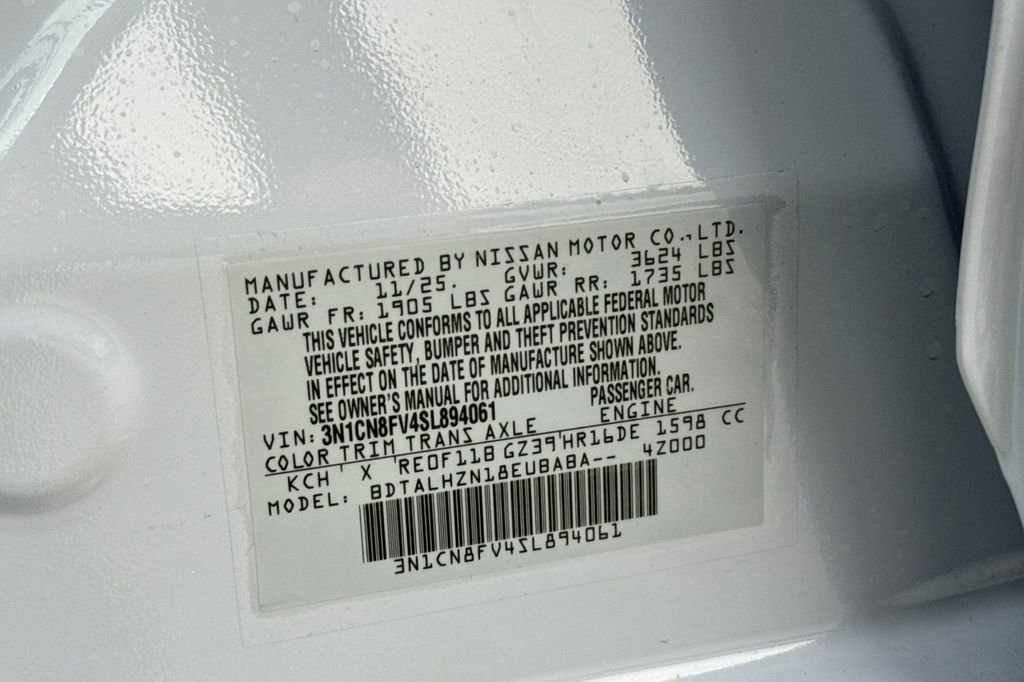 MANUFACTURED BY NISSAN MOTOR CO., LTD.
DATE: 11/25. GVWR: 3624 LBS
GAWR FR: 1905 LBS GAWR RR: 1735 LBS
THIS VEHICLE CONFORMS TO ALL APPLICABLE FEDERAL MOTOR
VEHICLE SAFETY, BUMPER AND THEFT PREVENTION STANDARDS
IN EFFECT ON THE DATE OF MANUFACTURE SHOWN ABOVE.
SEE OWNER'S MANUAL FOR ADDITIONAL INFORMATION.
VIN: 3N1CN8FV4SL894061 PASSENGER CAR.
COLOR TRIM TRANS AXLE ENGINE
KCH ' X 'RE0F11B GZ39'HR16DE 1598 CC
MODEL: BDTALHZN18EUBABA-- 4Z000
3N1CN8FV4SL894061